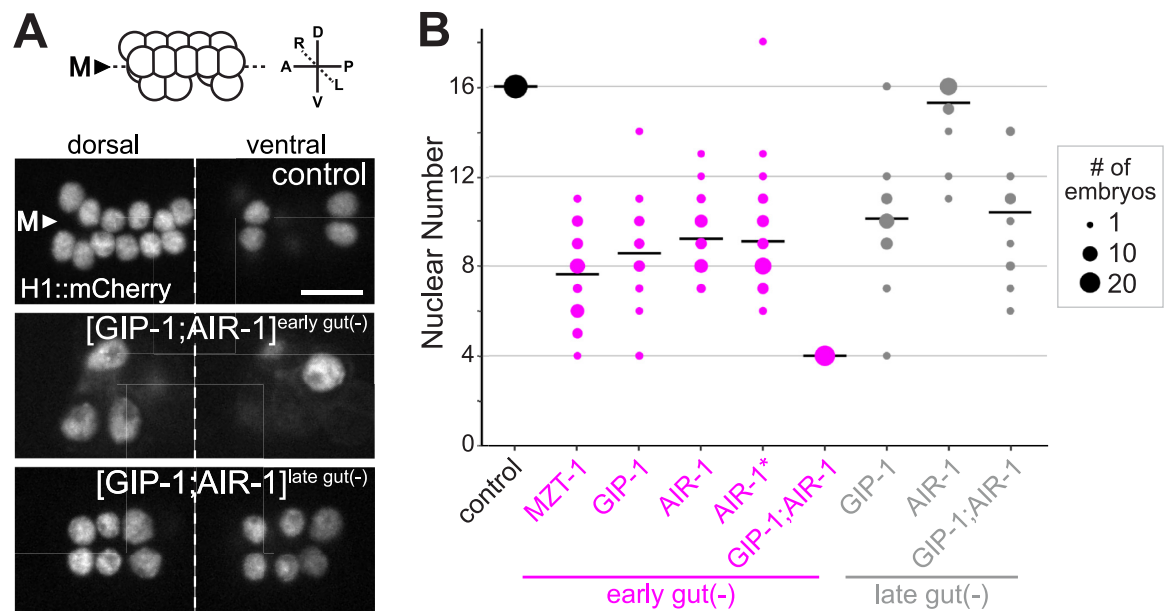 A
D
R
M
A
P
L
V
dorsal
ventral
control
M
H1::mCherry
[GIP-1;AIR-1]early gut(-)
[GIP-1;AIR-1]late gut(-)
B
Nuclear Number
16
12
8
4
0
control
MZT-1
GIP-1
AIR-1
AIR-1*
GIP-1;AIR-1
GIP-1
AIR-1
GIP-1;AIR-1
early gut(-)
late gut(-)
# of
embryos
1
10
20